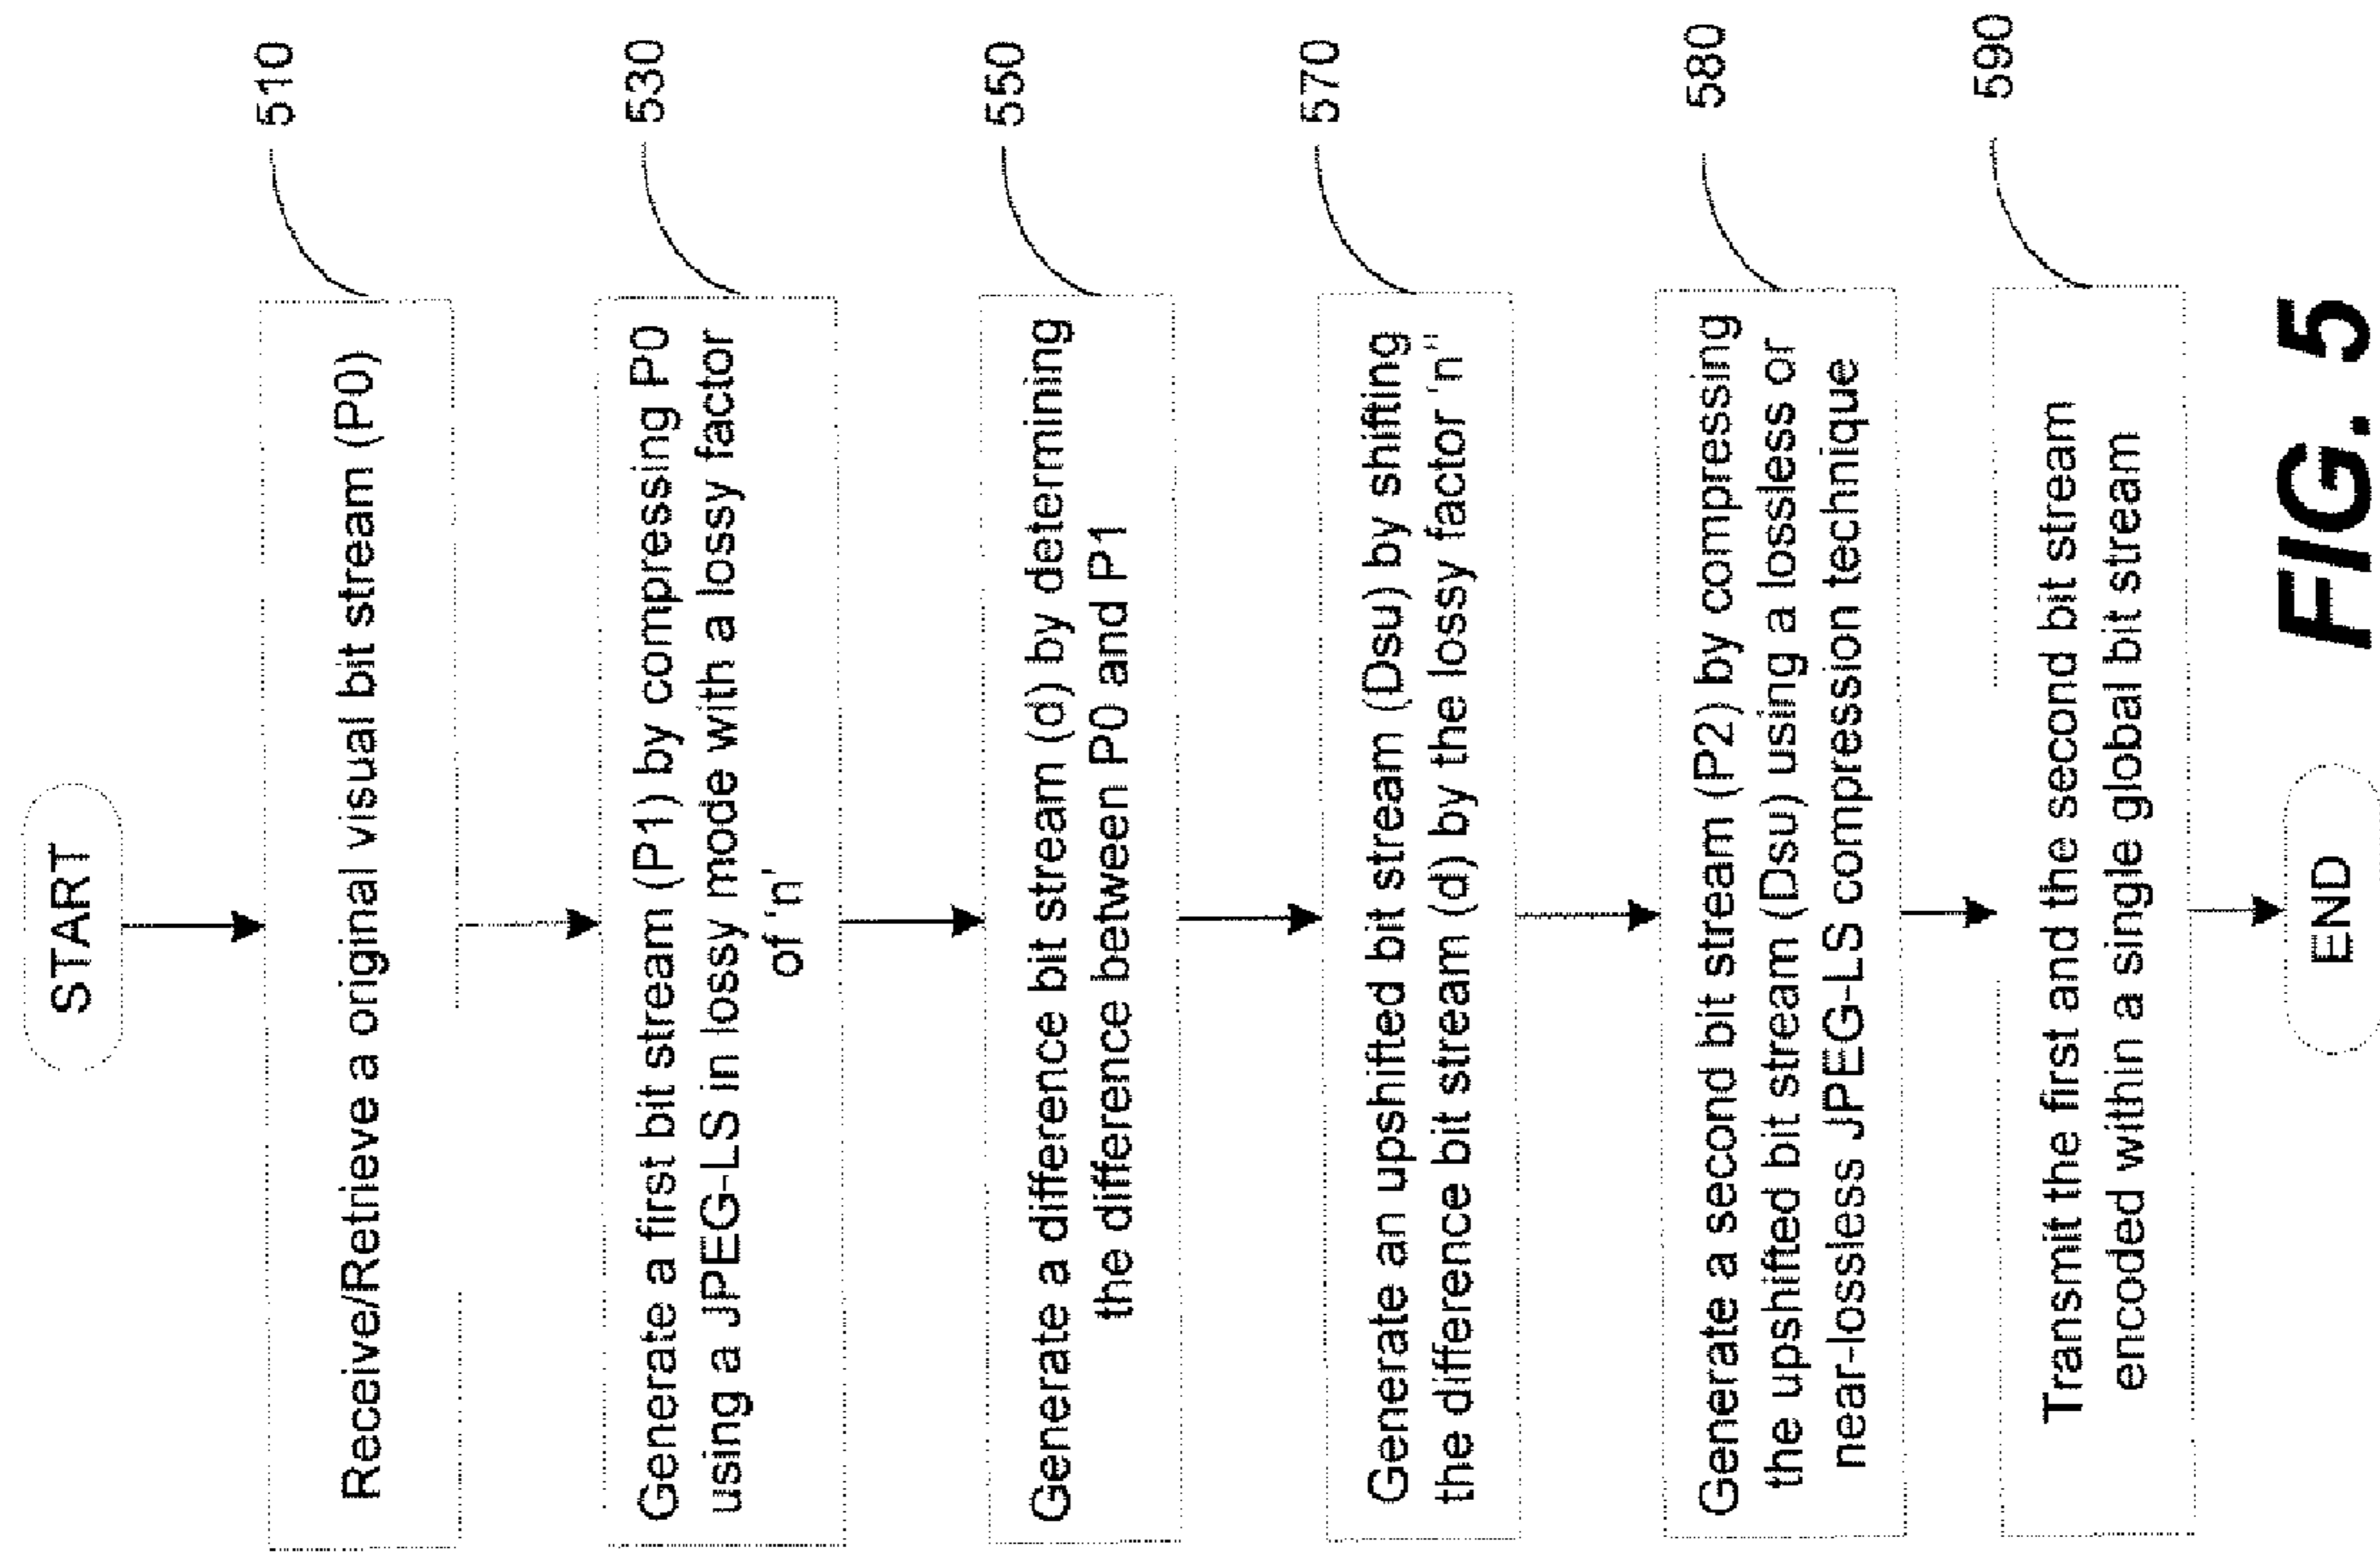 START
510
Receive/Retrieve a original visual bit stream (P0)
530
Generate a first bit stream (P1) by compressing P0
using a JPEG-LS in lossy mode with a lossy factor
of 'n'
550
Generate a difference bit stream (d) by determining
the difference between P0 and P1
570
Generate an upshifted bit stream (Dsu) by shifting
the difference bit stream (d) by the lossy factor 'n"
580
Generate a second bit stream (P2) by compressing
the upshifted bit stream (Dsu) using a lossless or
near-lossless JPEG-LS compression technique
590
Transmit the first and the second bit stream
encoded within a single global bit stream
END
FIG. 5